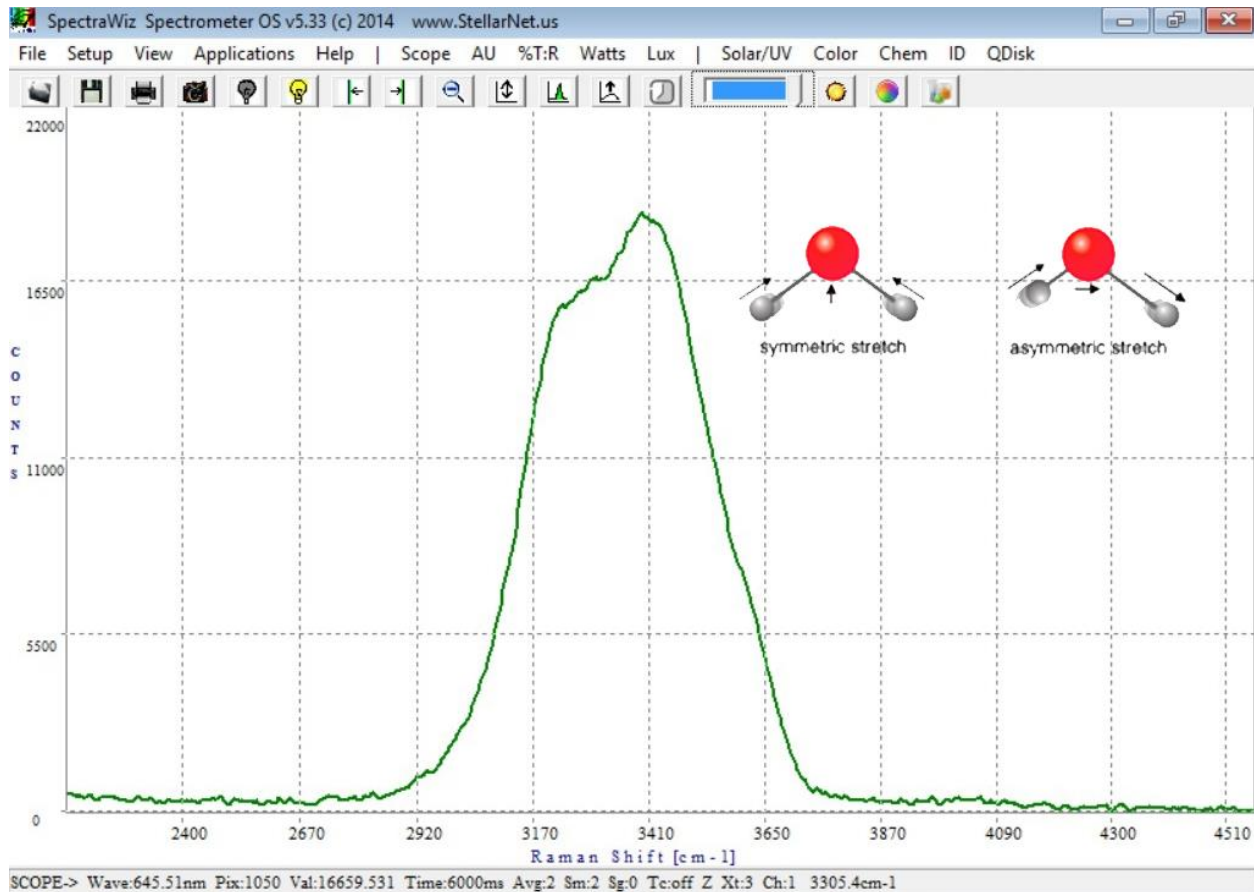 SpectraWiz Spectrometer OS v5.33 (c) 2014 www.StellarNet.us
File Setup View Applications Help | Scope AU %T:R Watts Lux | Solar/UV Color Chem ID QDisk
22000
16500
COUNTS
11000
5500
0
symmetric stretch
asymmetric stretch
2400 2670 2920 3170 3410 3650 3870 4090 4300 4510
Raman Shift [cm-1]
SCOPE-> Wave:645.51nm Pix:1050 Val:16659.531 Time:6000ms Avg:2 Sm:2 Sg:0 Tc:off Z Xt:3 Ch:1 3305.4cm-1